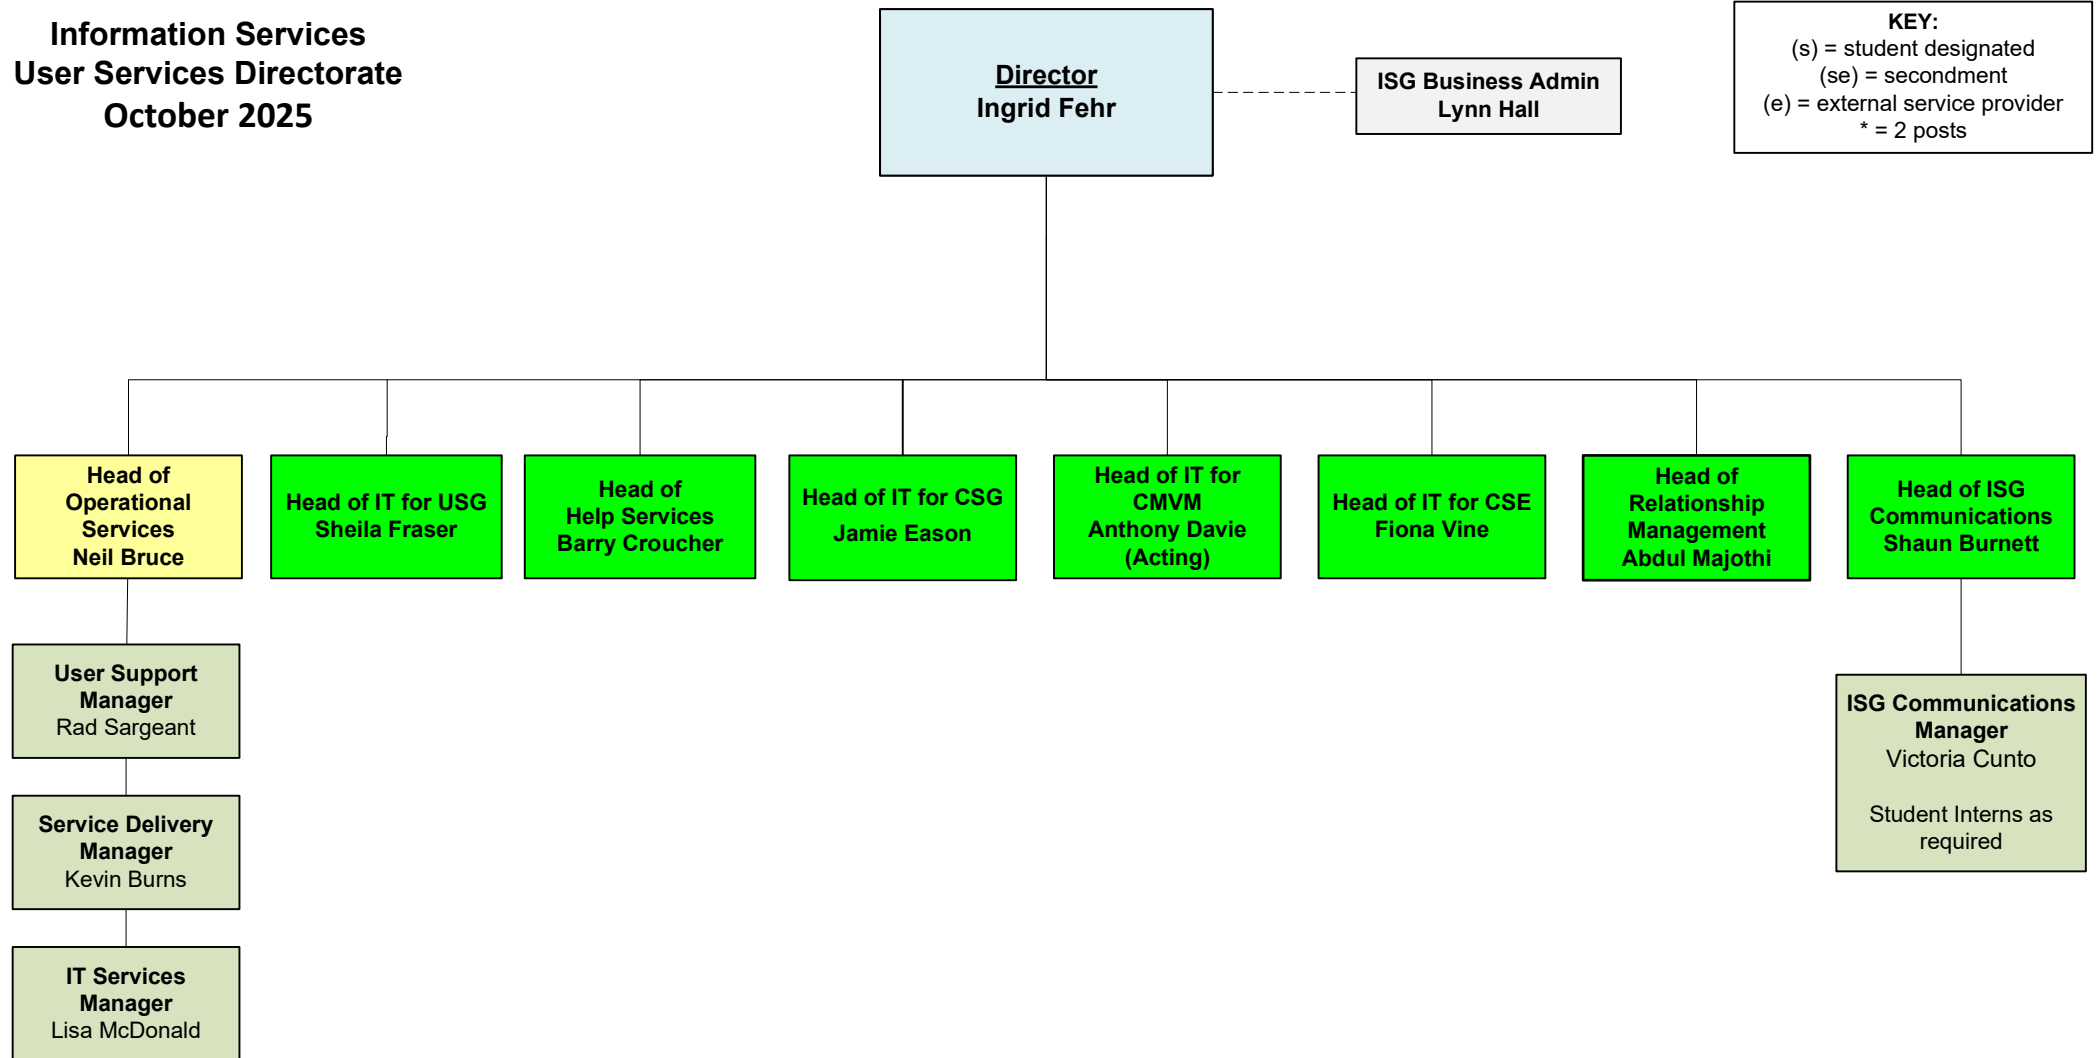 Information Services
User Services Directorate
October 2025
Director
Ingrid Fehr
ISG Business Admin
Lynn Hall
KEY:
(s) = student designated
(se) = secondment
(e) = external service provider
* = 2 posts
Head of
Operational
Services
Neil Bruce
Head of IT for USG
Sheila Fraser
Head of
Help Services
Barry Croucher
Head of IT for CSG
Jamie Eason
Head of IT for
CMVM
Anthony Davie
(Acting)
Head of IT for CSE
Fiona Vine
Head of
Relationship
Management
Abdul Majothi
Head of ISG
Communications
Shaun Burnett
User Support
Manager
Rad Sargeant
Service Delivery
Manager
Kevin Burns
IT Services
Manager
Lisa McDonald
ISG Communications
Manager
Victoria Cunto
Student Interns as
required